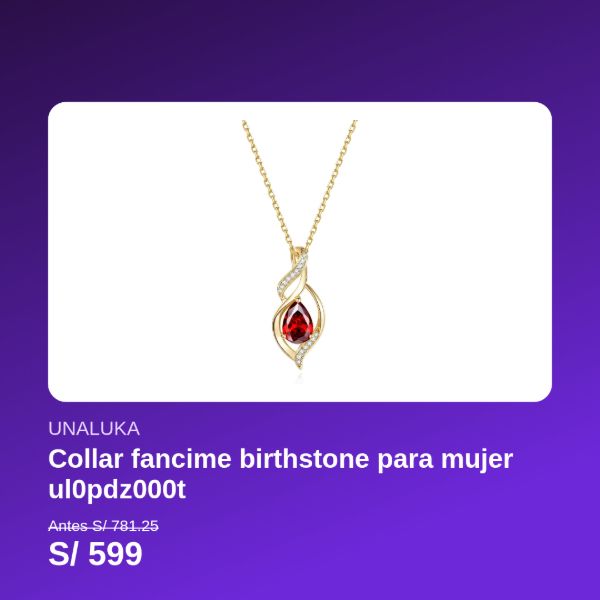 UNALUKA
Collar fancime birthstone para mujer
ul0pdz000t
Antes S/ 781.25
S/ 599